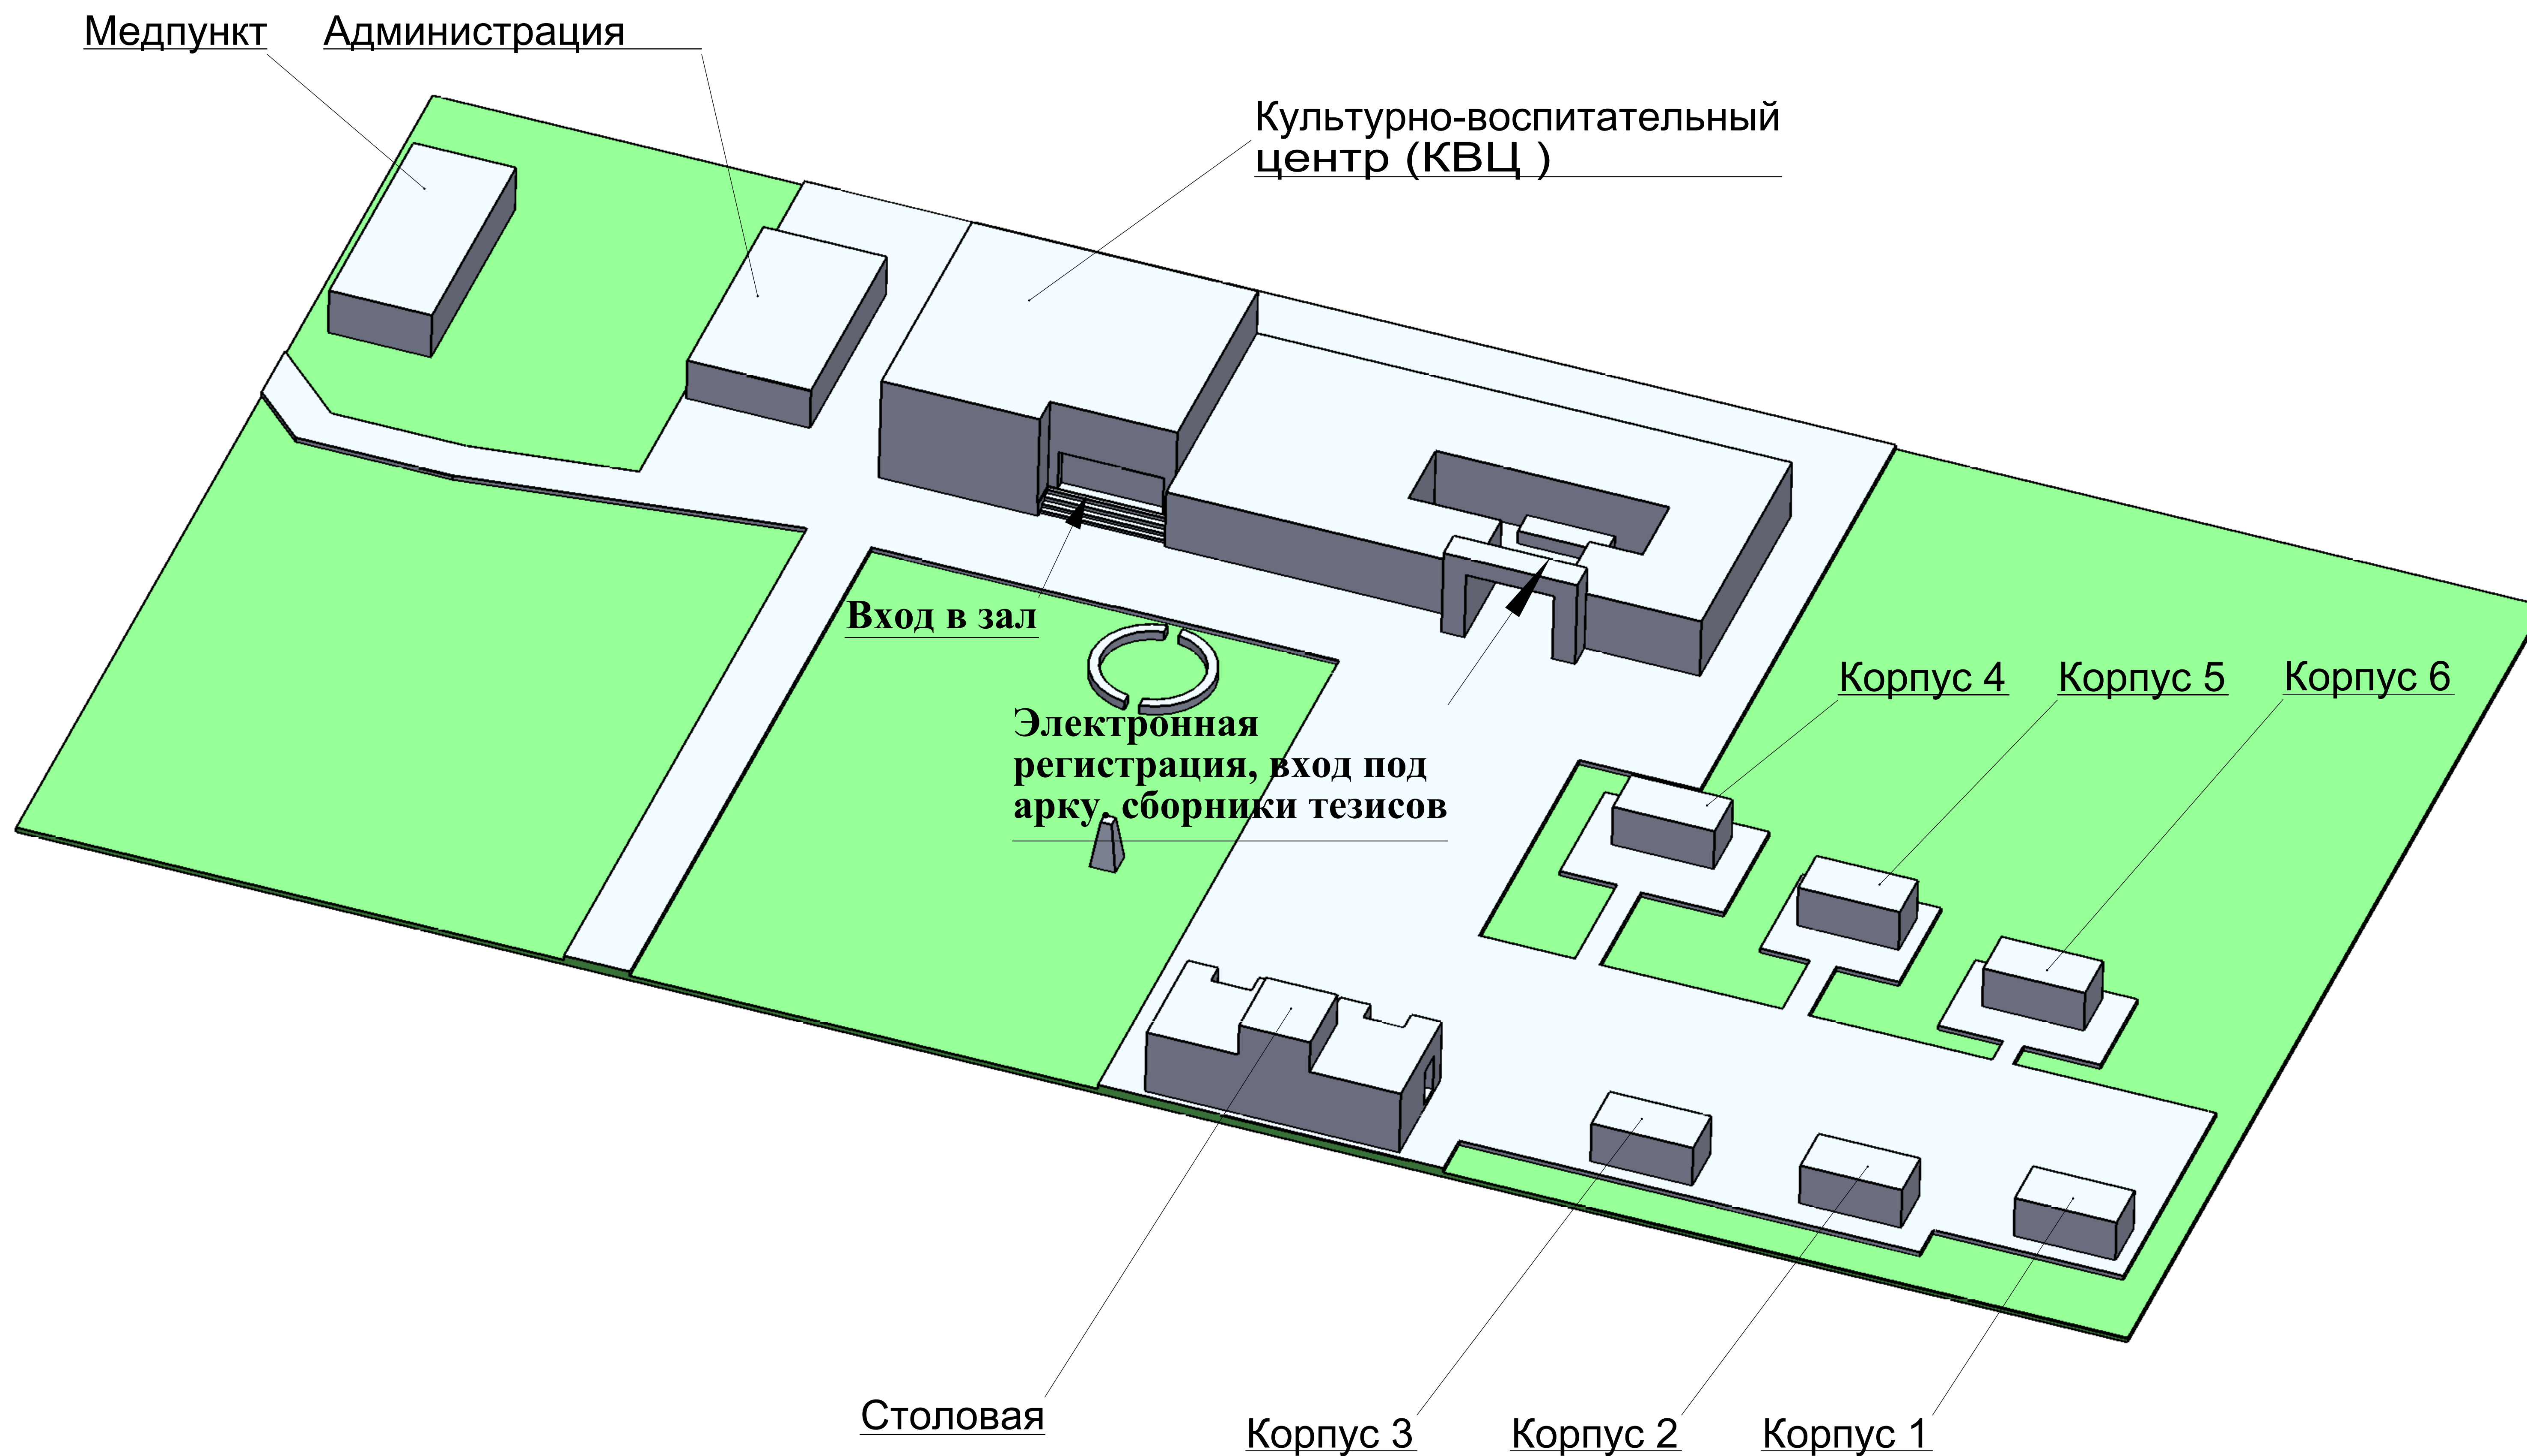 Медпункт
Администрация
Культурно-воспитательный
центр (КВЦ )
Вход в зал
Электронная
регистрация, вход под
арку, сборники тезисов
Корпус 4
Корпус 5
Корпус 6
Столовая
Корпус 3
Корпус 2
Корпус 1